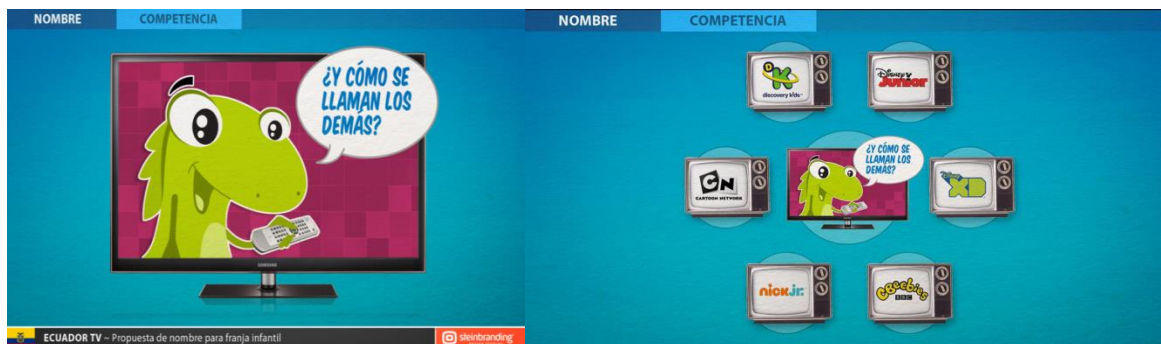 NOMBRE COMPETENCIA
¿Y CÓMO SE
LLAMAN LOS
DEMÁS?
SAMSUNG
ECUADOR TV ~ Propuesta de nombre para franja infantil
steinbranding
NOMBRE COMPETENCIA
D K
discovery kids
Disney
Junior
CN
CARTOON NETWORK
¿Y CÓMO SE
LLAMAN LOS
DEMÁS?
Disney
XD
nick jr.
CBeebies
BBC